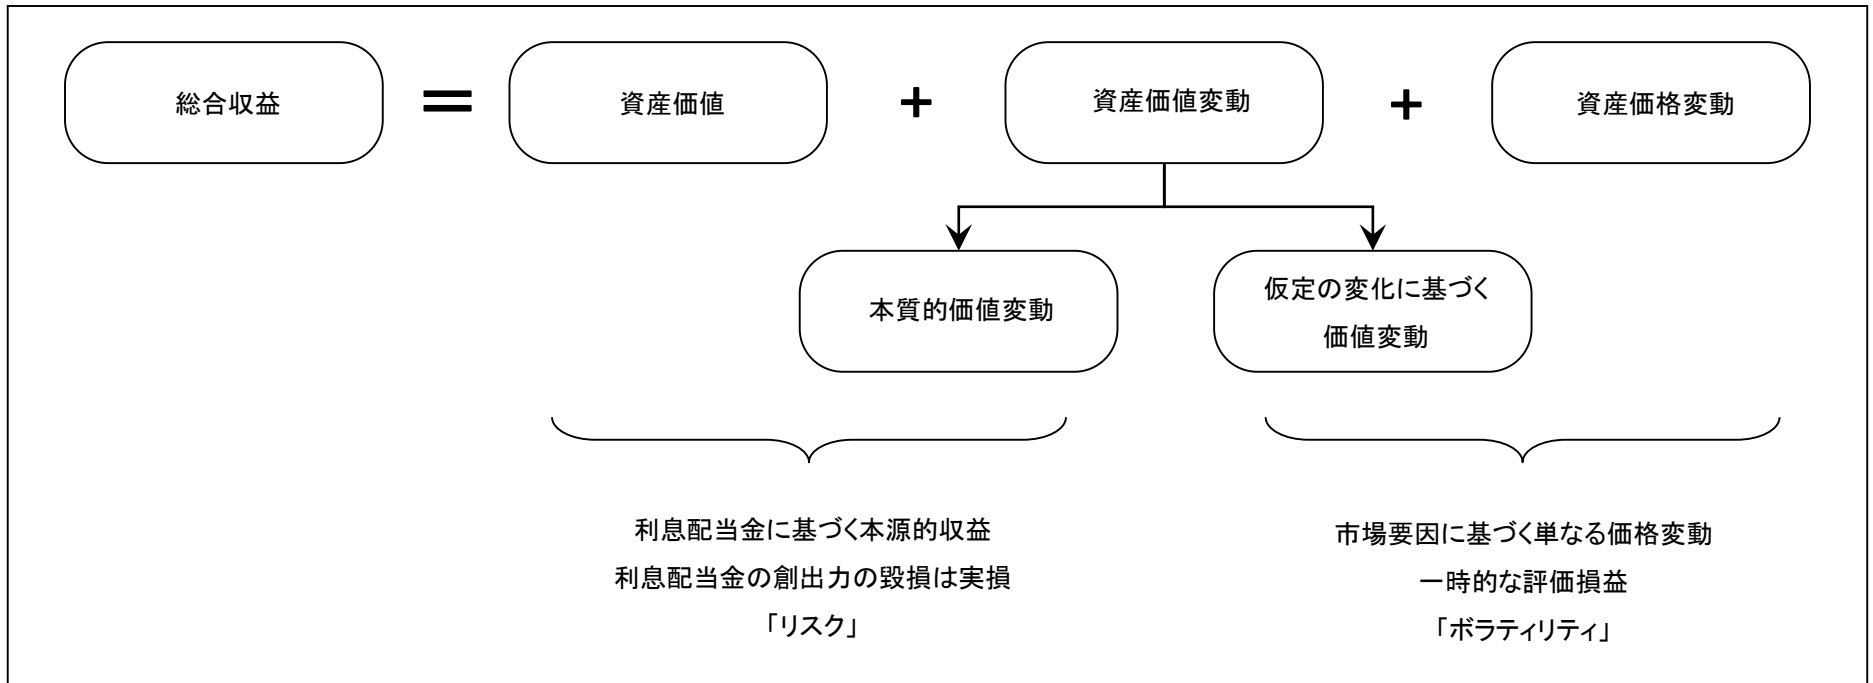 総合収益 = 資産価値 + 資産価値変動 + 資産価格変動
本質的価値変動
仮定の変化に基づく
価値変動
利息配当金に基づく本源的収益
利息配当金の創出力の毀損は実損
「リスク」
市場要因に基づく単なる価格変動
一時的な評価損益
「ボラティリティ」